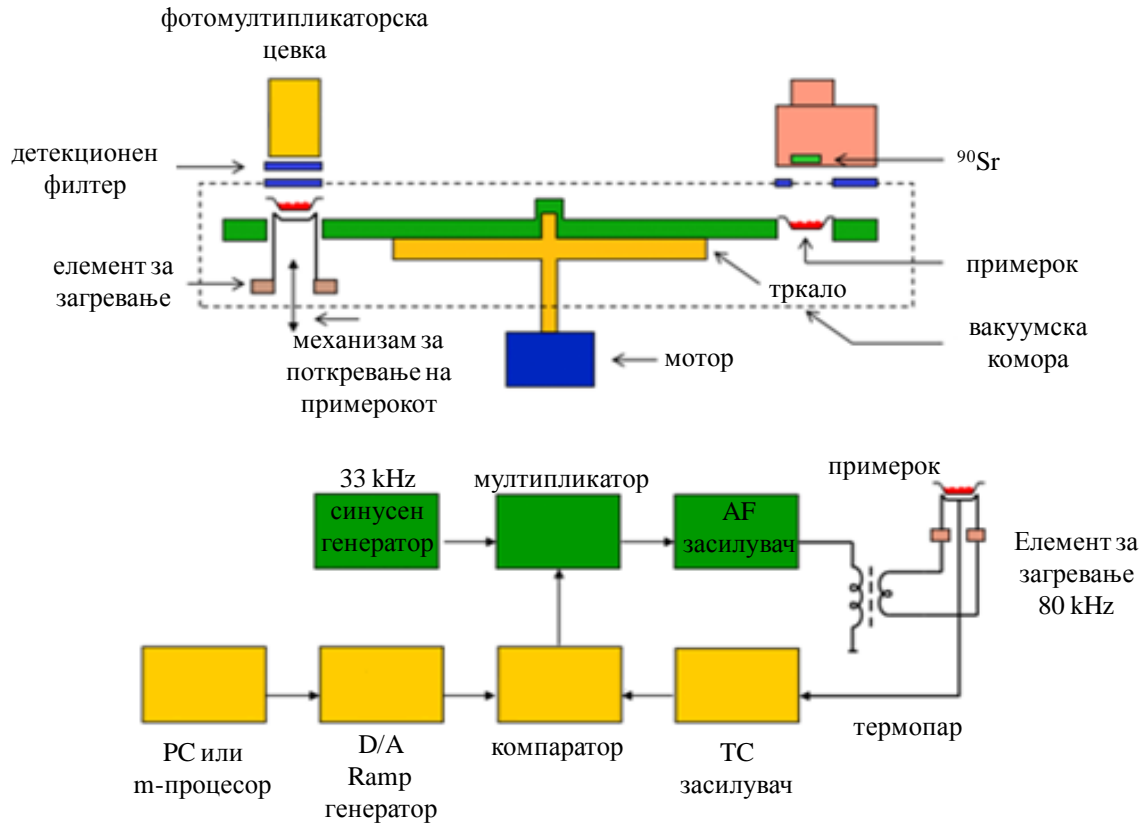 фотомултипликаторска
цевка
детекционен
филтер
⁹⁰Sr
елемент за
загревање
примерок
тркало
механизам за
поткревање на
примерокот
мотор
вакуумска
комора
33 kHz
синусен
генератор
мултипликатор
AF
засилувач
примерок
Елемент за
загревање
80 kHz
PC или
m-процесор
D/A
Ramp
генератор
компаратор
TC
засилувач
термопар